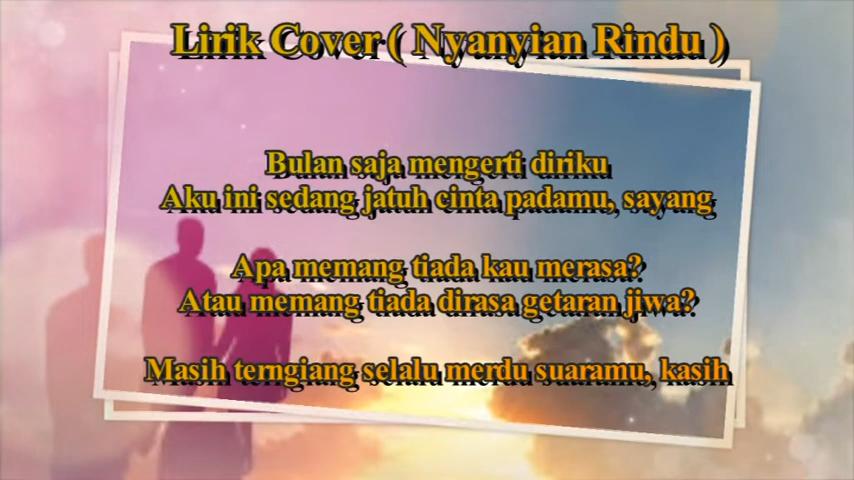 Lirik Cover ( Nyanyian Rindu )
Bulan saja mengerti diriku
Aku ini sedang jatuh cinta padamu, sayang
Apa memang tiada kau merasa?
Atau memang tiada dirasa getaran jiwa?
Masih terngiang selalu merdu suaramu, kasih